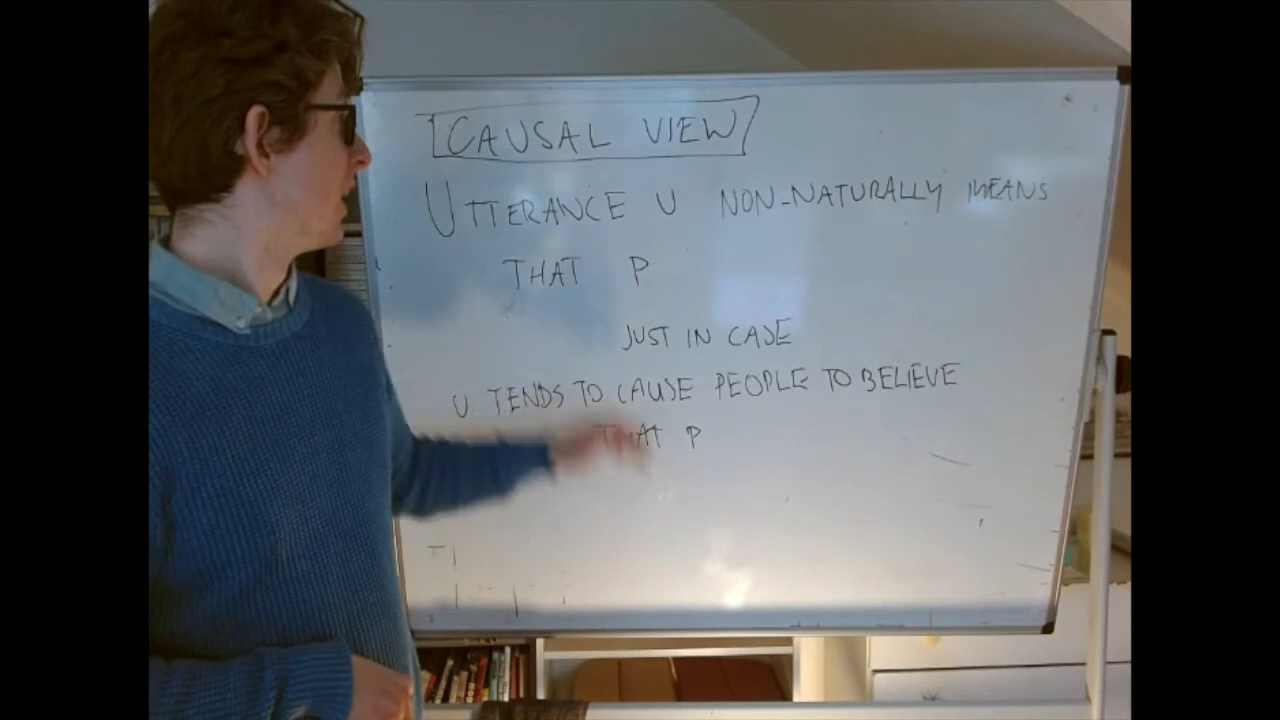 CAUSAL VIEW
UTTERANCE U NON-NATURALLY MEANS
THAT P
JUST IN CASE
U TENDS TO CAUSE PEOPLE TO BELIEVE
THAT P